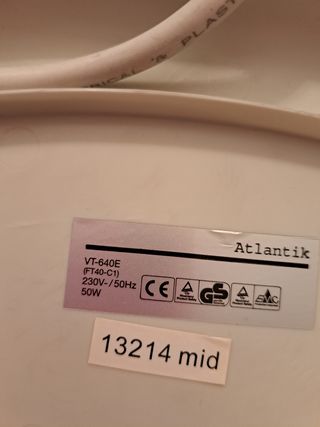 RICAL & PLAST
Atlantik
VT-640E
(FT40-C1)
230V~/50Hz
50W
CE
GS
13214 mid